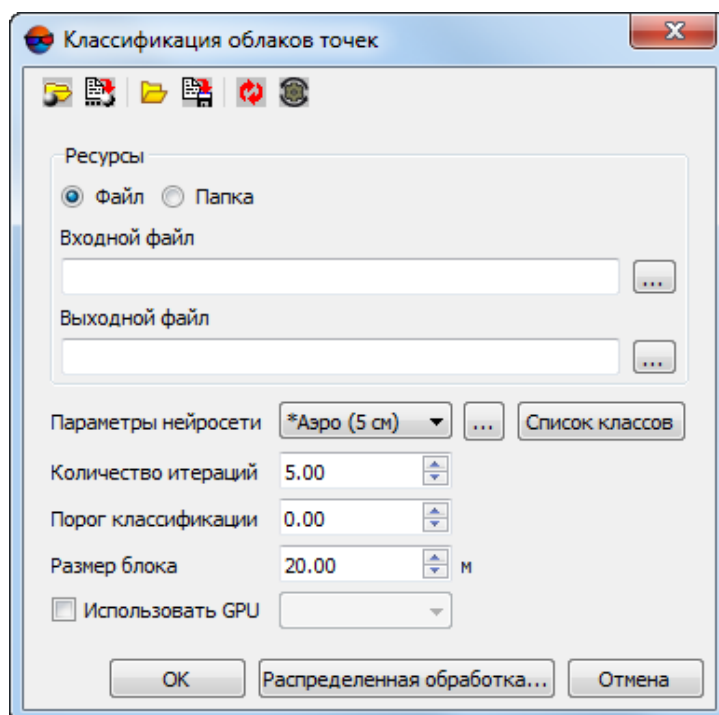 Классификация облаков точек
Ресурсы
Файл Папка
Входной файл
...
Выходной файл
...
Параметры нейросети *Аэро (5 см) ... Список классов
Количество итераций 5.00
Порог классификации 0.00
Размер блока 20.00 м
Использовать GPU
ОК Распределенная обработка... Отмена